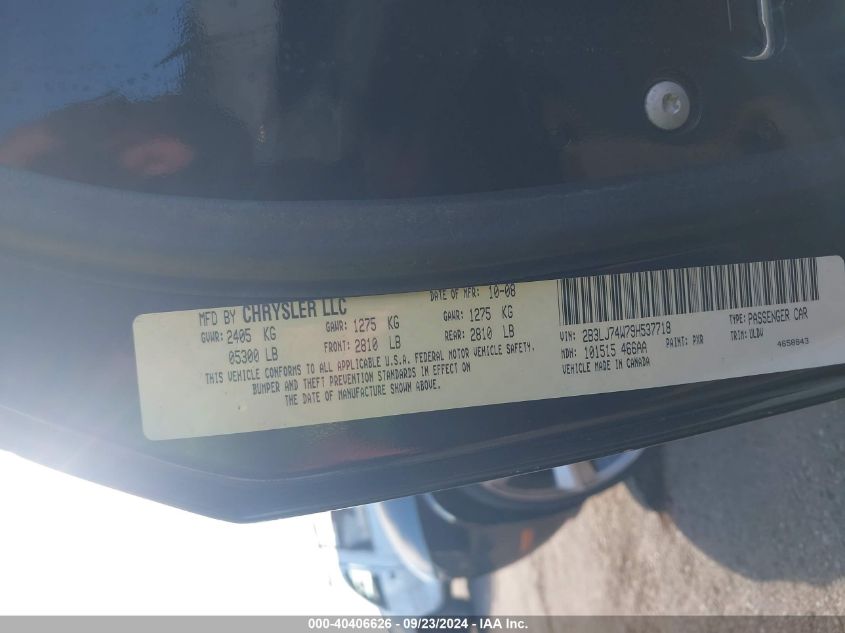 MFD BY CHRYSLER LLC
DATE OF MFR: 10-08
GVWR: 2405 KG
GAWR: 1275 KG
GAWR: 1275 KG
05300 LB
FRONT: 2810 LB
REAR: 2810 LB
THIS VEHICLE CONFORMS TO ALL APPLICABLE U.S.A. FEDERAL MOTOR VEHICLE SAFETY,
BUMPER AND THEFT PREVENTION STANDARDS IN EFFECT ON
THE DATE OF MANUFACTURE SHOWN ABOVE.
VIN: 2B3LJ74W79H537718
TYPE: PASSENGER CAR
MDH: 101515 466AA
PAINT: PXR
TRIM: ULDV
VEHICLE MADE IN CANADA
4658643
000-40406626 - 09/23/2024 - IAA Inc.